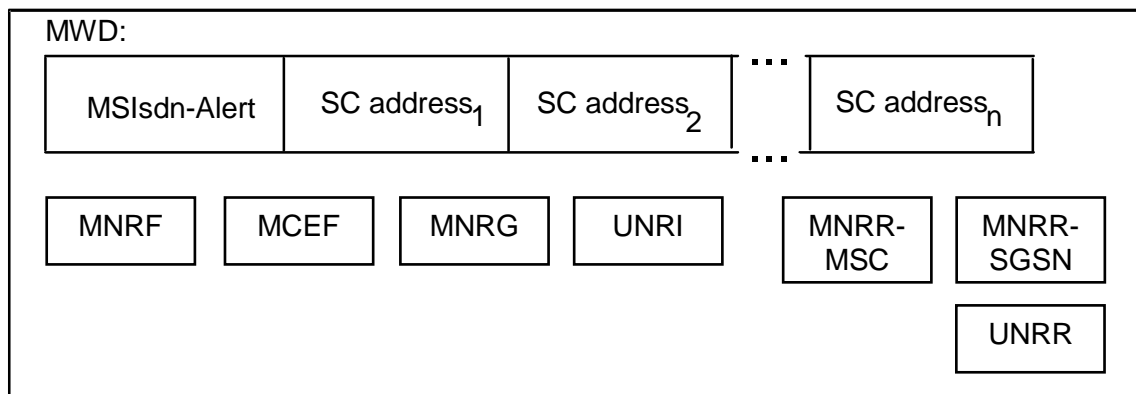 MWD:
MSIsdn-Alert SC address1 SC address2 ... SC addressn
...
MNRF MCEF MNRG UNRI MNRR- MNRR-
MSC SGSN
UNRR